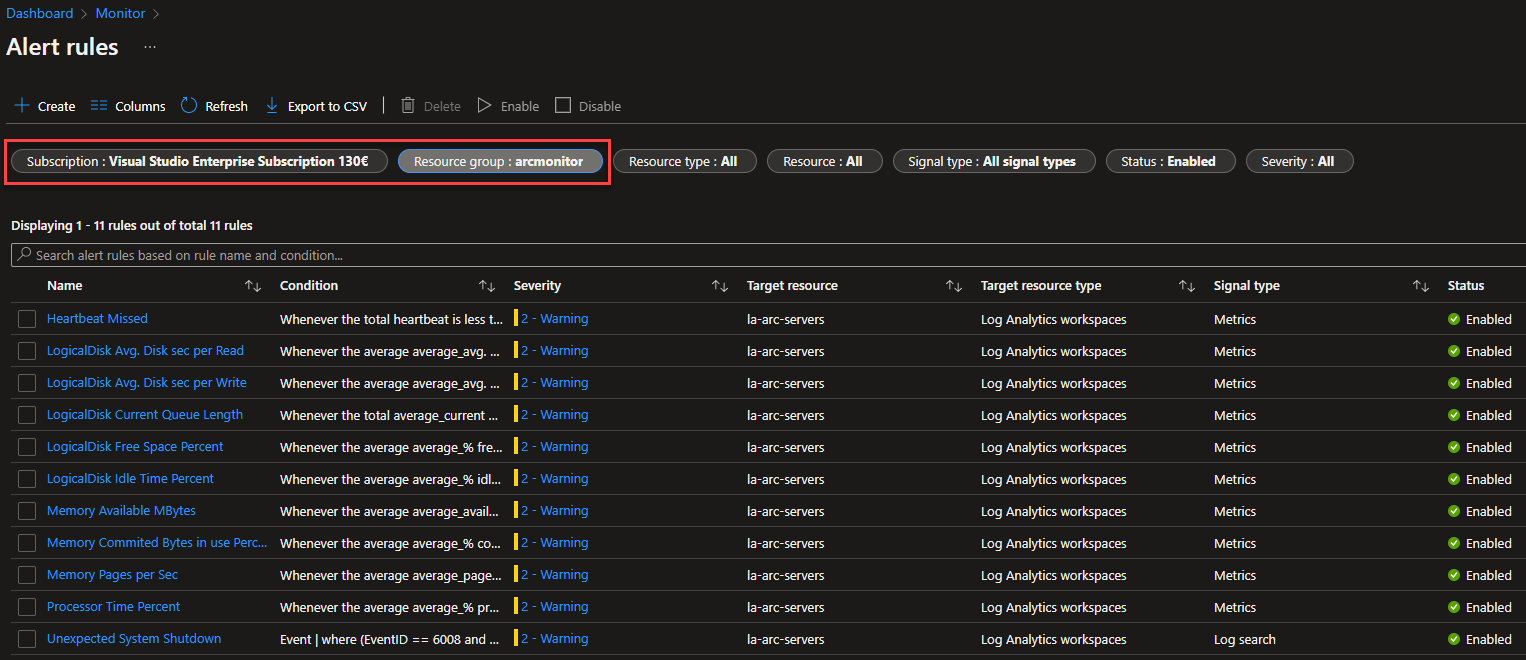 Dashboard > Monitor >
Alert rules ...
Create Columns Refresh Export to CSV | Delete Enable Disable
Subscription : Visual Studio Enterprise Subscription 130€ Resource group : arcmonitor Resource type : All Resource : All Signal type : All signal types Status : Enabled Severity : All
Displaying 1 - 11 rules out of total 11 rules
Search alert rules based on rule name and condition...
Name Condition Severity Target resource Target resource type Signal type Status
Heartbeat Missed Whenever the total heartbeat is less t... 2 - Warning la-arc-servers Log Analytics workspaces Metrics Enabled
LogicalDisk Avg. Disk sec per Read Whenever the average average_avg. ... 2 - Warning la-arc-servers Log Analytics workspaces Metrics Enabled
LogicalDisk Avg. Disk sec per Write Whenever the average average_avg. ... 2 - Warning la-arc-servers Log Analytics workspaces Metrics Enabled
LogicalDisk Current Queue Length Whenever the total average_current ... 2 - Warning la-arc-servers Log Analytics workspaces Metrics Enabled
LogicalDisk Free Space Percent Whenever the average average_% fre... 2 - Warning la-arc-servers Log Analytics workspaces Metrics Enabled
LogicalDisk Idle Time Percent Whenever the average average_% idl... 2 - Warning la-arc-servers Log Analytics workspaces Metrics Enabled
Memory Available MBytes Whenever the average average_avail... 2 - Warning la-arc-servers Log Analytics workspaces Metrics Enabled
Memory Commited Bytes in use Perc... Whenever the average average_% co... 2 - Warning la-arc-servers Log Analytics workspaces Metrics Enabled
Memory Pages per Sec Whenever the average average_page... 2 - Warning la-arc-servers Log Analytics workspaces Metrics Enabled
Processor Time Percent Whenever the average average_% pr... 2 - Warning la-arc-servers Log Analytics workspaces Metrics Enabled
Unexpected System Shutdown Event | where (EventID == 6008 and ... 2 - Warning la-arc-servers Log Analytics workspaces Log search Enabled